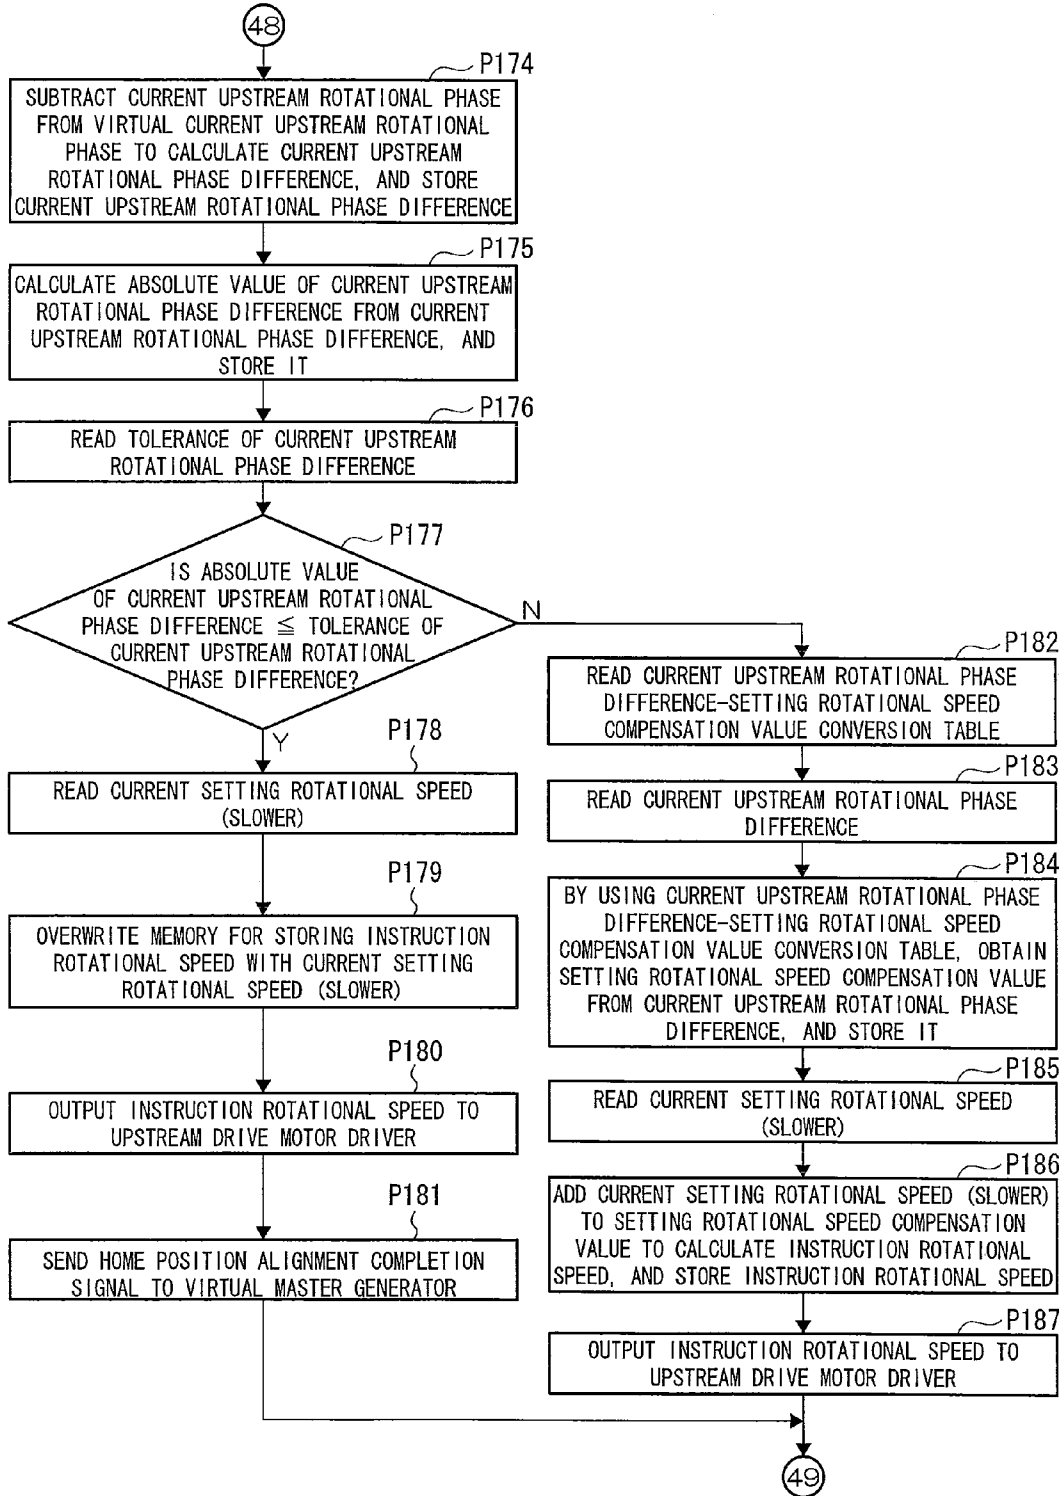 48
P174
SUBTRACT CURRENT UPSTREAM ROTATIONAL PHASE
FROM VIRTUAL CURRENT UPSTREAM ROTATIONAL
PHASE TO CALCULATE CURRENT UPSTREAM
ROTATIONAL PHASE DIFFERENCE, AND STORE
CURRENT UPSTREAM ROTATIONAL PHASE DIFFERENCE
P175
CALCULATE ABSOLUTE VALUE OF CURRENT UPSTREAM
ROTATIONAL PHASE DIFFERENCE FROM CURRENT
UPSTREAM ROTATIONAL PHASE DIFFERENCE, AND
STORE IT
P176
READ TOLERANCE OF CURRENT UPSTREAM
ROTATIONAL PHASE DIFFERENCE
P177
IS ABSOLUTE VALUE
OF CURRENT UPSTREAM ROTATIONAL
PHASE DIFFERENCE ≦ TOLERANCE OF
CURRENT UPSTREAM ROTATIONAL
PHASE DIFFERENCE?
N
Y
P178
READ CURRENT SETTING ROTATIONAL SPEED
(SLOWER)
P179
OVERWRITE MEMORY FOR STORING INSTRUCTION
ROTATIONAL SPEED WITH CURRENT SETTING
ROTATIONAL SPEED (SLOWER)
P180
OUTPUT INSTRUCTION ROTATIONAL SPEED TO
UPSTREAM DRIVE MOTOR DRIVER
P181
SEND HOME POSITION ALIGNMENT COMPLETION
SIGNAL TO VIRTUAL MASTER GENERATOR
P182
READ CURRENT UPSTREAM ROTATIONAL PHASE
DIFFERENCE-SETTING ROTATIONAL SPEED
COMPENSATION VALUE CONVERSION TABLE
P183
READ CURRENT UPSTREAM ROTATIONAL PHASE
DIFFERENCE
P184
BY USING CURRENT UPSTREAM ROTATIONAL PHASE
DIFFERENCE-SETTING ROTATIONAL SPEED
COMPENSATION VALUE CONVERSION TABLE, OBTAIN
SETTING ROTATIONAL SPEED COMPENSATION VALUE
FROM CURRENT UPSTREAM ROTATIONAL PHASE
DIFFERENCE, AND STORE IT
P185
READ CURRENT SETTING ROTATIONAL SPEED
(SLOWER)
P186
ADD CURRENT SETTING ROTATIONAL SPEED (SLOWER)
TO SETTING ROTATIONAL SPEED COMPENSATION
VALUE TO CALCULATE INSTRUCTION ROTATIONAL
SPEED, AND STORE INSTRUCTION ROTATIONAL SPEED
P187
OUTPUT INSTRUCTION ROTATIONAL SPEED TO
UPSTREAM DRIVE MOTOR DRIVER
49